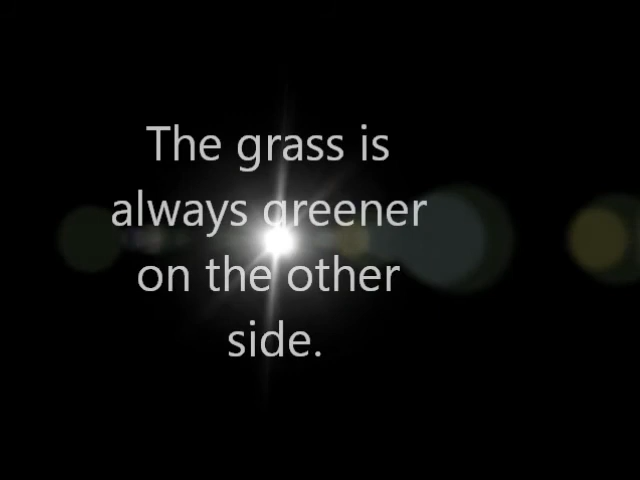 The grass is
always greener
on the other
side.